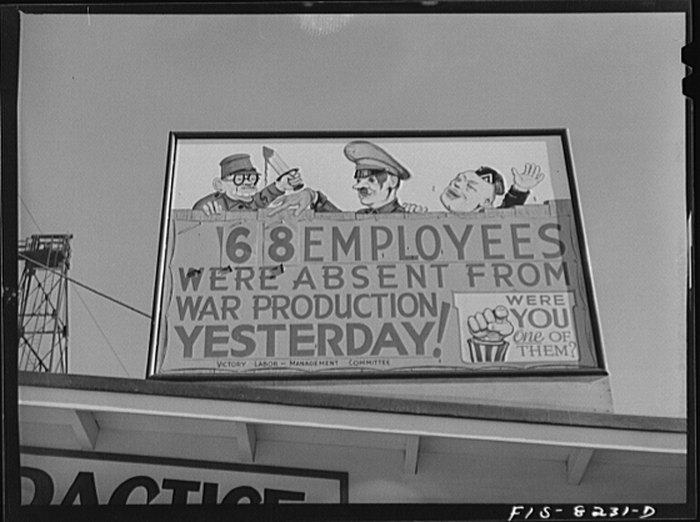 68 EMPLOYEES
WERE ABSENT FROM
WAR PRODUCTION
YESTERDAY!
WERE
YOU
one OF
THEM?
VICTORY LABOR-MANAGEMENT COMMITTEE
FIS-8231-D